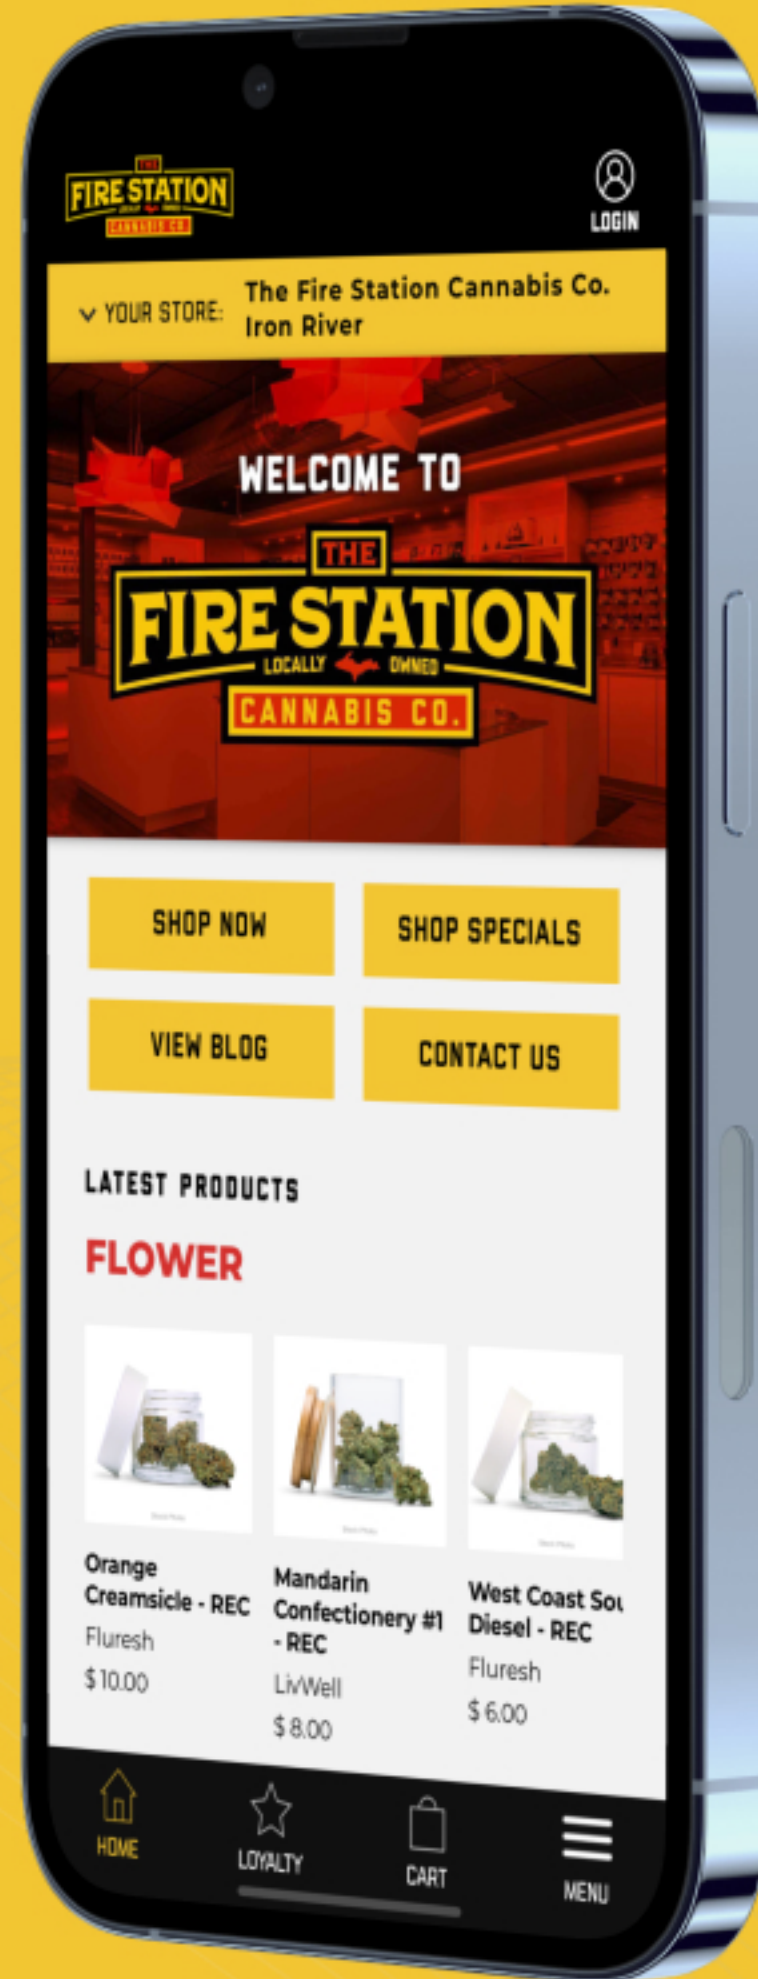 THE
FIRE STATION
CANNABIS CO.
LOGIN
YOUR STORE:
The Fire Station Cannabis Co.
Iron River
WELCOME TO
THE
FIRE STATION
LOCALLY OWNED
CANNABIS CO.
SHOP NOW
SHOP SPECIALS
VIEW BLOG
CONTACT US
LATEST PRODUCTS
FLOWER
Orange
Creamsicle - REC
Fluresh
$ 10.00
Mandarin
Confectionery #1
- REC
LivWell
$ 8.00
West Coast Sou
Diesel - REC
Fluresh
$ 6.00
HOME
LOYALTY
CART
MENU